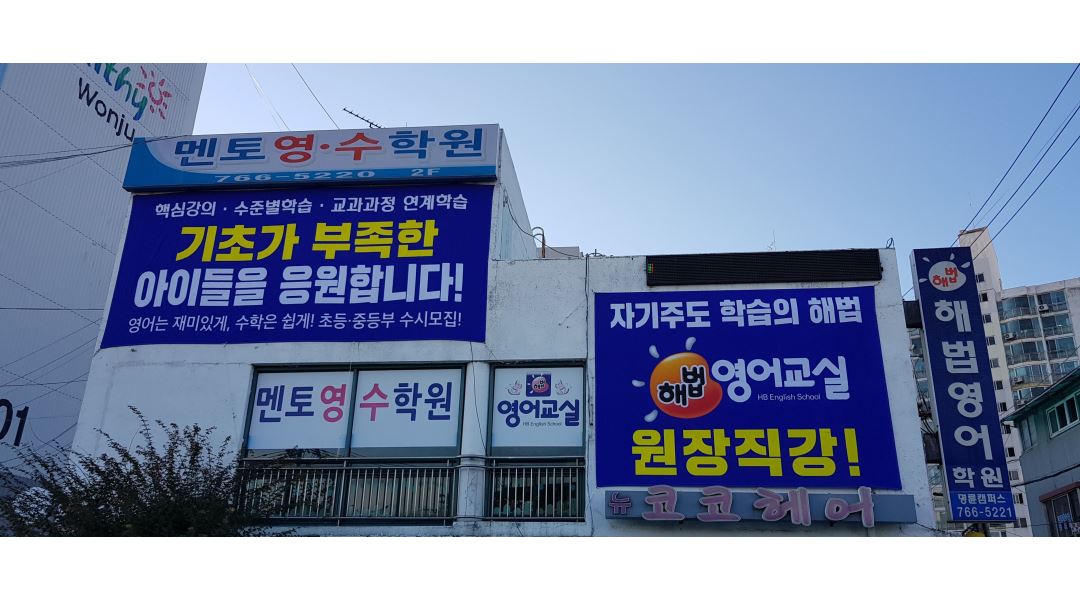 Wonju
멘토영·수학원
766-5220 2F
핵심강의 · 수준별학습 · 교과과정 연계학습
기초가 부족한
아이들을 응원합니다!
영어는 재미있게, 수학은 쉽게! 초등·중등부 수시모집!
멘토영수학원
영어교실
HB English School
자기주도 학습의 해법
해법 영어교실
HB English School
원장직강!
뉴코코헤어
해법
해법영어
학원
명륜캠퍼스
766-5221
01